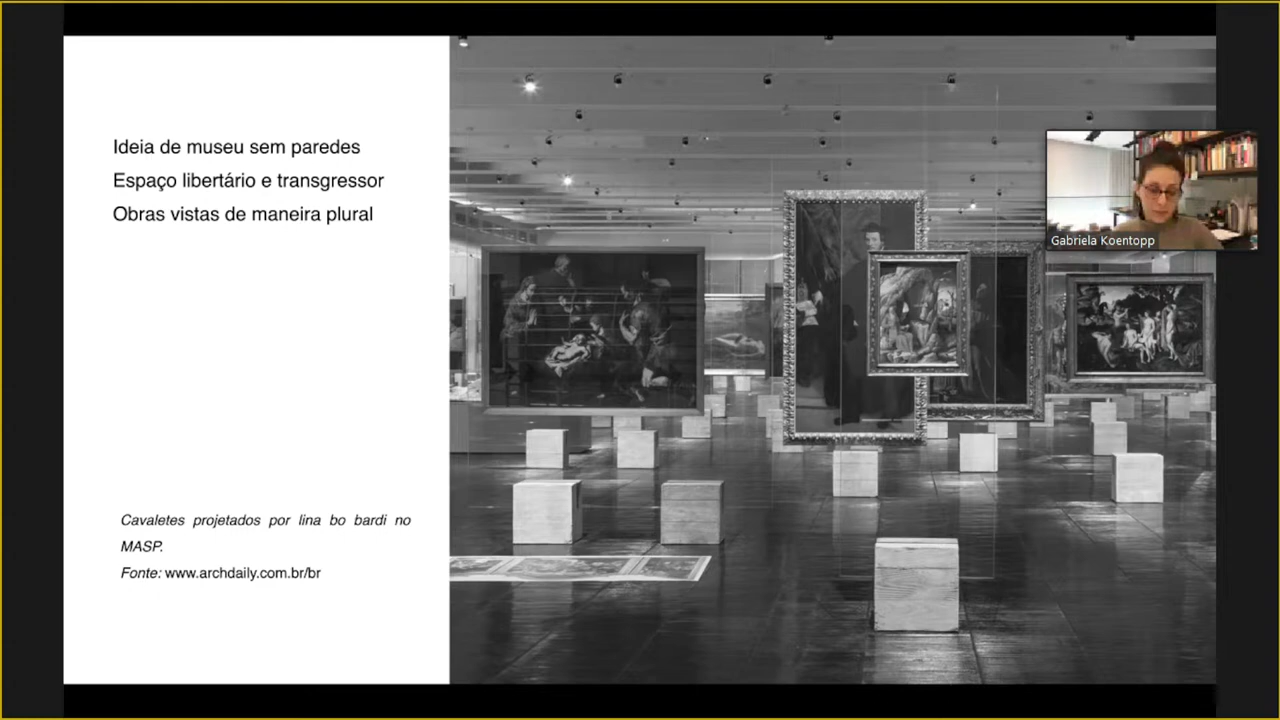 Ideia de museu sem paredes
Espaço libertário e transgressor
Obras vistas de maneira plural
Gabriela Koentopp
Cavaletes projetados por lina bo bardi no
MASP.
Fonte: www.archdaily.com.br/br